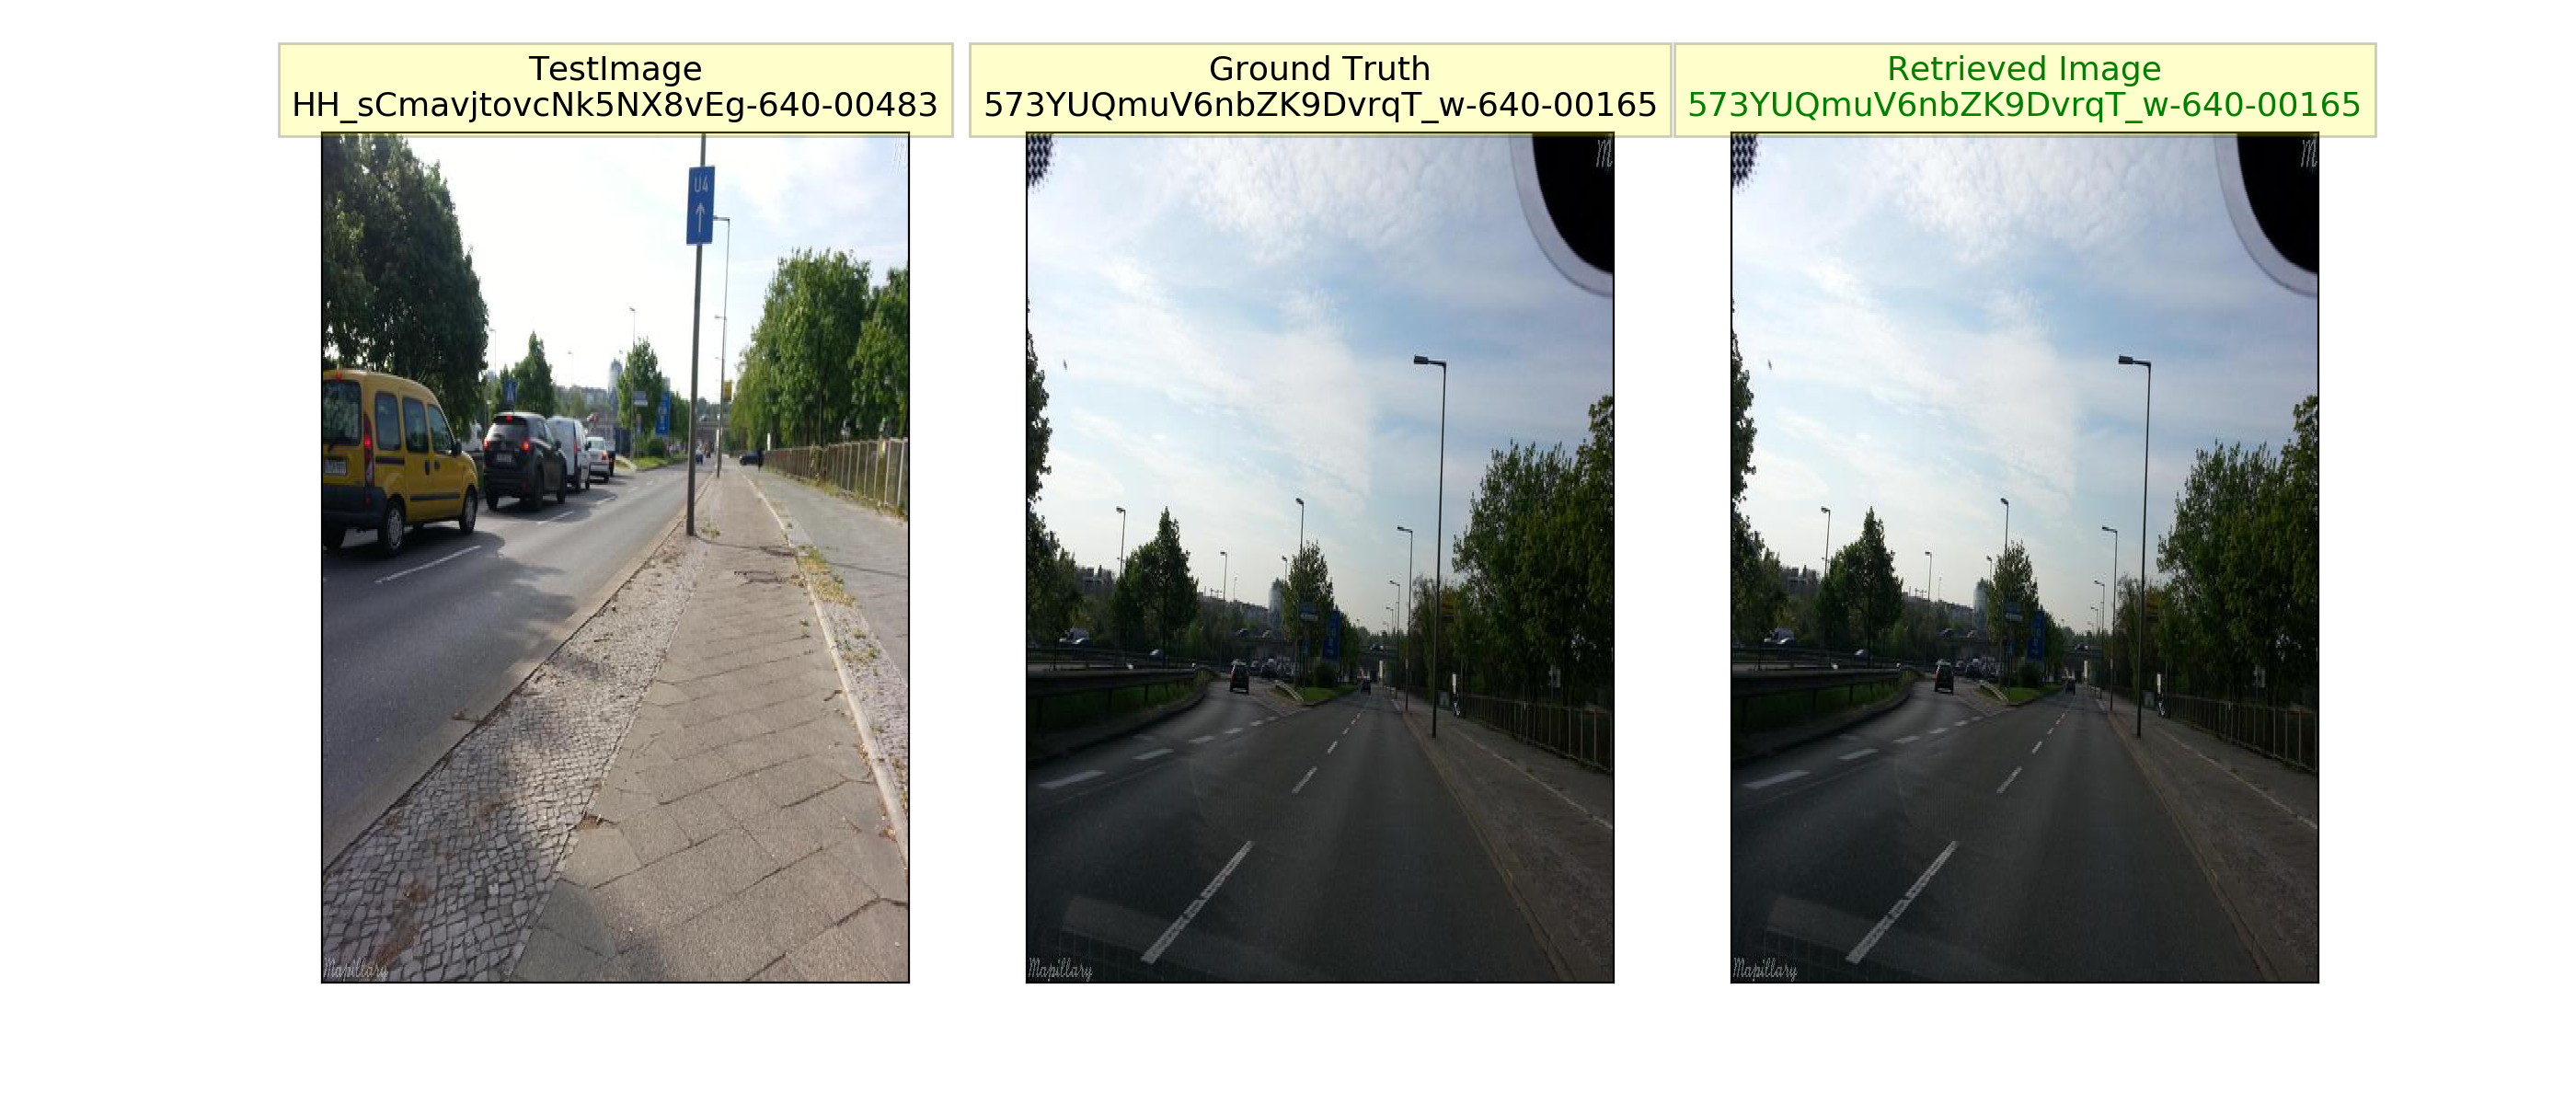 TestImage
HH_sCmavjtovcNk5NX8vEg-640-00483
Ground Truth
573YUQmuV6nbZK9DvrqT_w-640-00165
Retrieved Image
573YUQmuV6nbZK9DvrqT_w-640-00165
U4
M
M
Mapillary
Mapillary
Mapillary